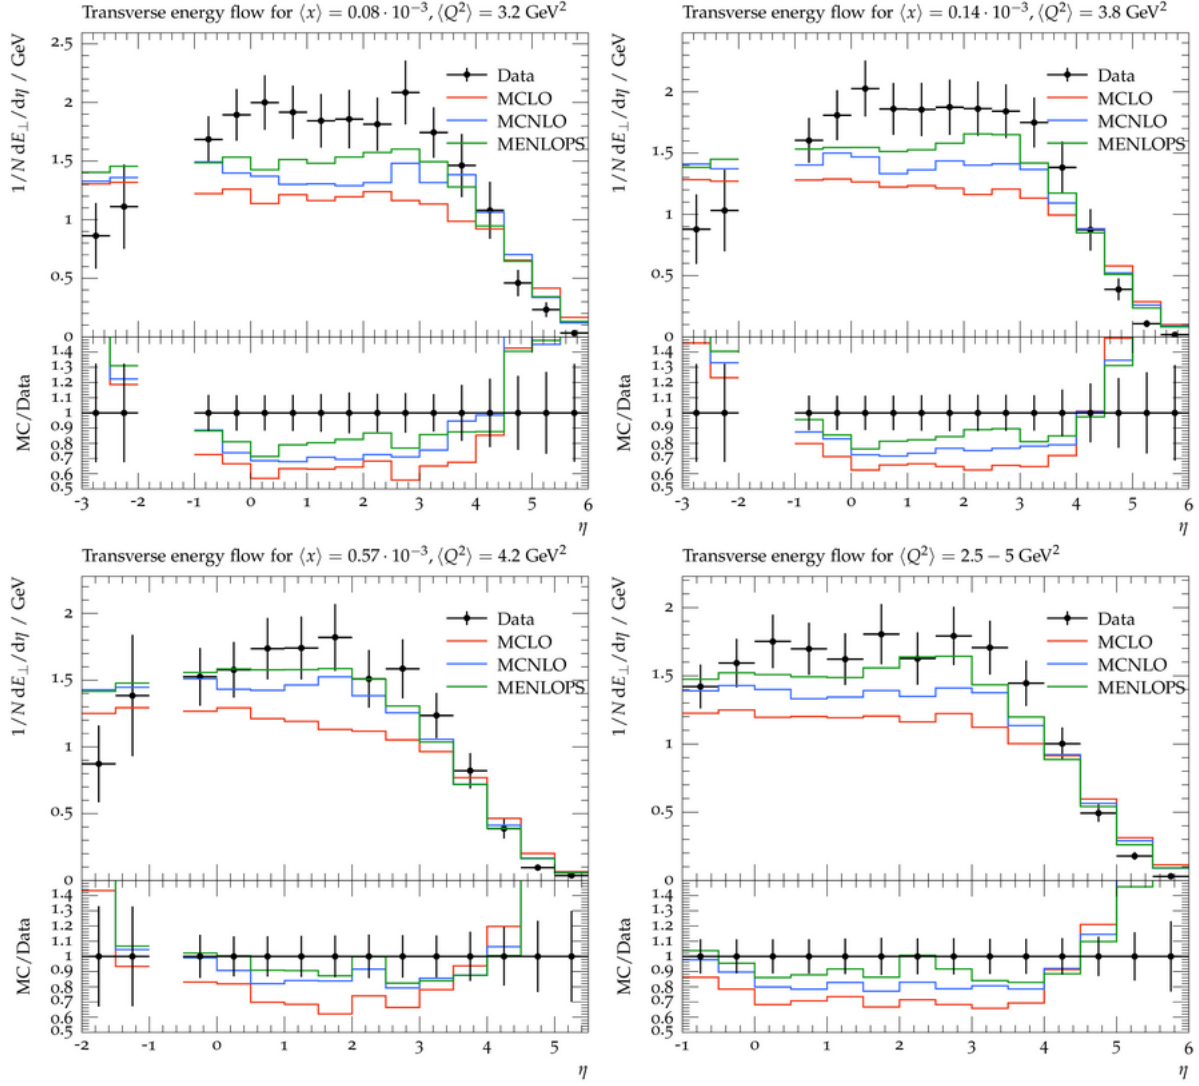 Transverse energy flow for ⟨x⟩ = 0.08 · 10⁻³, ⟨Q²⟩ = 3.2 GeV²
1/N dE⊥/dη / GeV
2.5
2
1.5
1
0.5
0
Data
MCLO
MCNLO
MENLOPS
MC/Data
1.4
1.3
1.2
1.1
1
0.9
0.8
0.7
0.6
0.5
-3 -2 -1 0 1 2 3 4 5 6
η
Transverse energy flow for ⟨x⟩ = 0.14 · 10⁻³, ⟨Q²⟩ = 3.8 GeV²
1/N dE⊥/dη / GeV
2
1.5
1
0.5
0
Data
MCLO
MCNLO
MENLOPS
MC/Data
1.4
1.3
1.2
1.1
1
0.9
0.8
0.7
0.6
0.5
-3 -2 -1 0 1 2 3 4 5 6
η
Transverse energy flow for ⟨x⟩ = 0.57 · 10⁻³, ⟨Q²⟩ = 4.2 GeV²
1/N dE⊥/dη / GeV
2
1.5
1
0.5
0
Data
MCLO
MCNLO
MENLOPS
MC/Data
1.4
1.3
1.2
1.1
1
0.9
0.8
0.7
0.6
0.5
-2 -1 0 1 2 3 4 5
η
Transverse energy flow for ⟨Q²⟩ = 2.5 − 5 GeV²
1/N dE⊥/dη / GeV
2
1.5
1
0.5
0
Data
MCLO
MCNLO
MENLOPS
MC/Data
1.4
1.3
1.2
1.1
1
0.9
0.8
0.7
0.6
0.5
-1 0 1 2 3 4 5 6
η